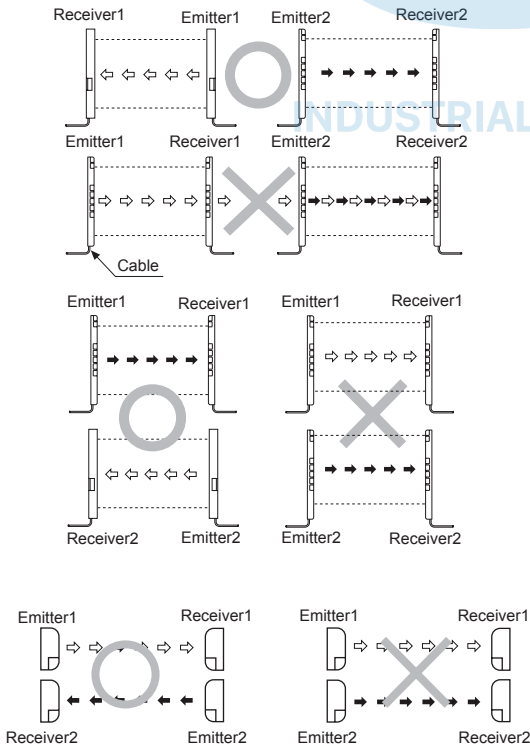 Receiver1 Emitter1 Emitter2 Receiver2
INDUSTRIAL
Emitter1 Receiver1 Emitter2 Receiver2
Cable
Emitter1 Receiver1 Emitter1 Receiver1
Receiver2 Emitter2 Emitter2 Receiver2
Emitter1 Receiver1 Emitter1 Receiver1
Receiver2 Emitter2 Emitter2 Receiver2